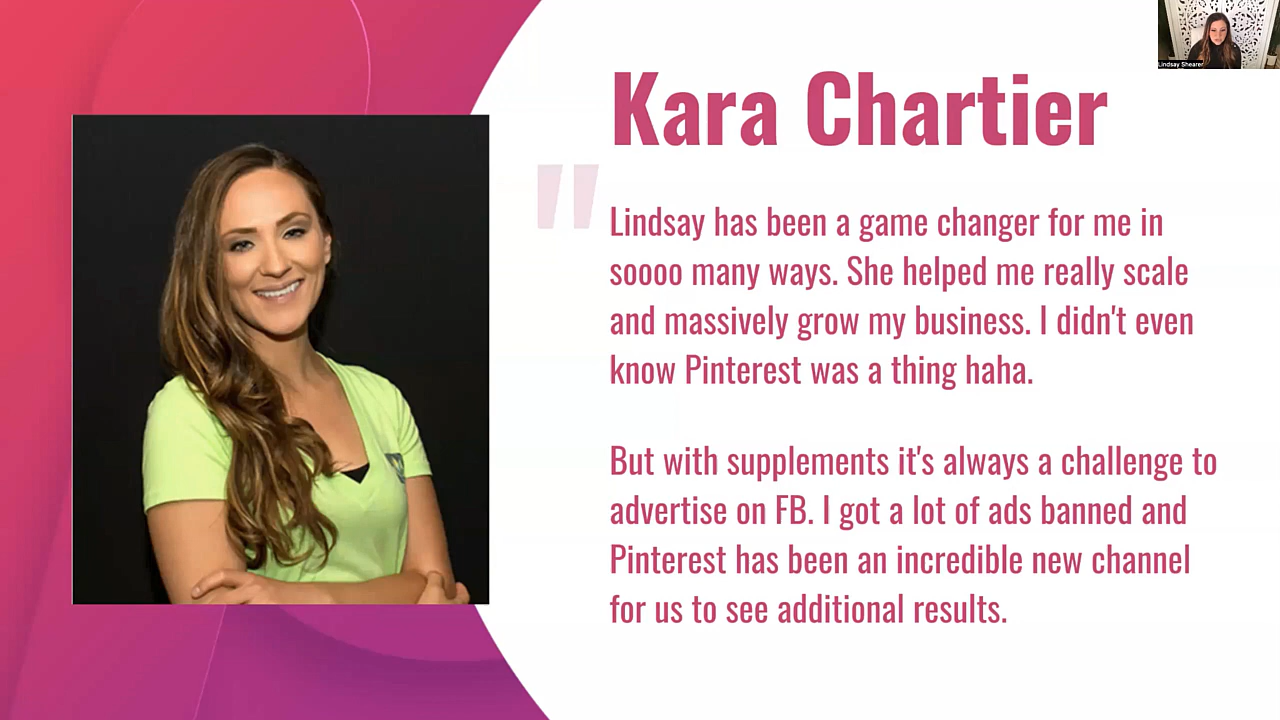 Lindsay Shearer
Kara Chartier
"
Lindsay has been a game changer for me in
soooo many ways. She helped me really scale
and massively grow my business. I didn't even
know Pinterest was a thing haha.
But with supplements it's always a challenge to
advertise on FB. I got a lot of ads banned and
Pinterest has been an incredible new channel
for us to see additional results.